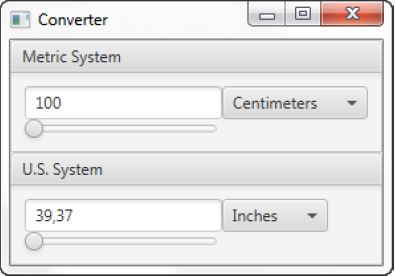 Converter
Metric System
100 Centimeters
U.S. System
39,37 Inches